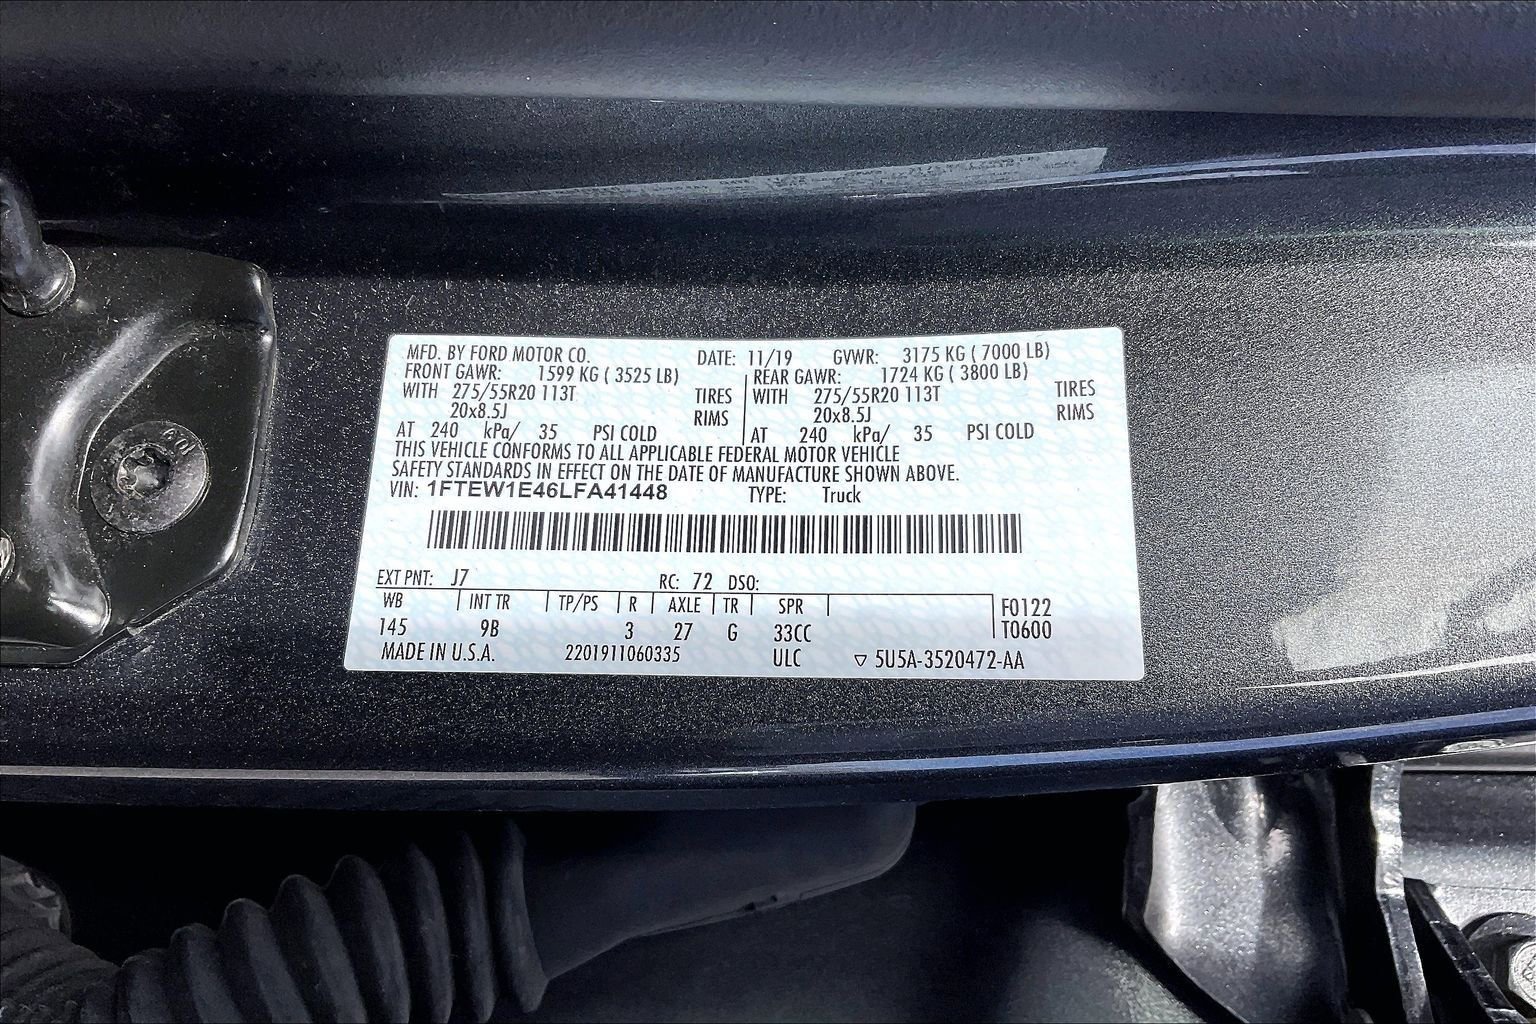 MFD. BY FORD MOTOR CO. DATE: 11/19 GVWR: 3175 KG ( 7000 LB)
FRONT GAWR: 1599 KG ( 3525 LB) REAR GAWR: 1724 KG ( 3800 LB)
WITH 275/55R20 113T TIRES WITH 275/55R20 113T TIRES
20x8.5J RIMS 20x8.5J RIMS
AT 240 kPa/ 35 PSI COLD AT 240 kPa/ 35 PSI COLD
THIS VEHICLE CONFORMS TO ALL APPLICABLE FEDERAL MOTOR VEHICLE
SAFETY STANDARDS IN EFFECT ON THE DATE OF MANUFACTURE SHOWN ABOVE.
VIN: 1FTEW1E46LFA41448 TYPE: Truck
EXT PNT: J7 RC: 72 DSO:
WB INT TR TP/PS R AXLE TR SPR F0122
145 9B 3 27 G 33CC T0600
MADE IN U.S.A. 2201911060335 ULC ▽ 5U5A-3520472-AA